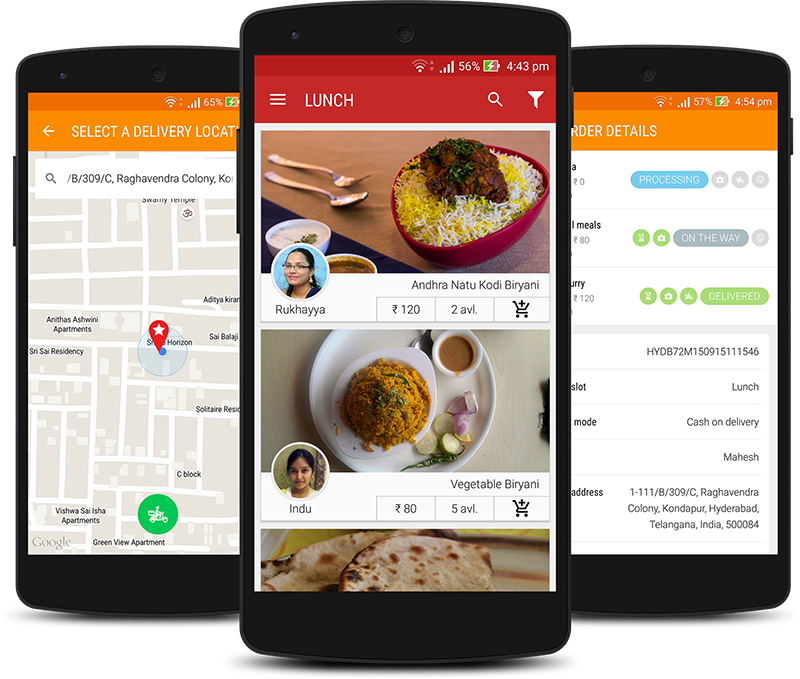 65%
SELECT A DELIVERY LOCAT
/B/309/C, Raghavendra Colony, Kor
Swamy Temple
Aditya kiran
Anithas Ashwini
Apartments
Sai Balaji
Sri Sai Residency
Horizon
Solitaire Resid
C block
Vishwa Sai Isha
Apartments
Green View Apartment
Google
56% 4:43 pm
LUNCH
Andhra Natu Kodi Biryani
Rukhayya
₹ 120
2 avl.
Vegetable Biryani
Indu
₹ 80
5 avl.
57% 4:54 pm
RDER DETAILS
a
₹ 0
PROCESSING
l meals
₹ 80
ON THE WAY
urry
₹ 120
DELIVERED
HYDB72M150915111546
slot
Lunch
t mode
Cash on delivery
Mahesh
address
1-111/B/309/C, Raghavendra
Colony, Kondapur, Hyderabad,
Telangana, India, 500084